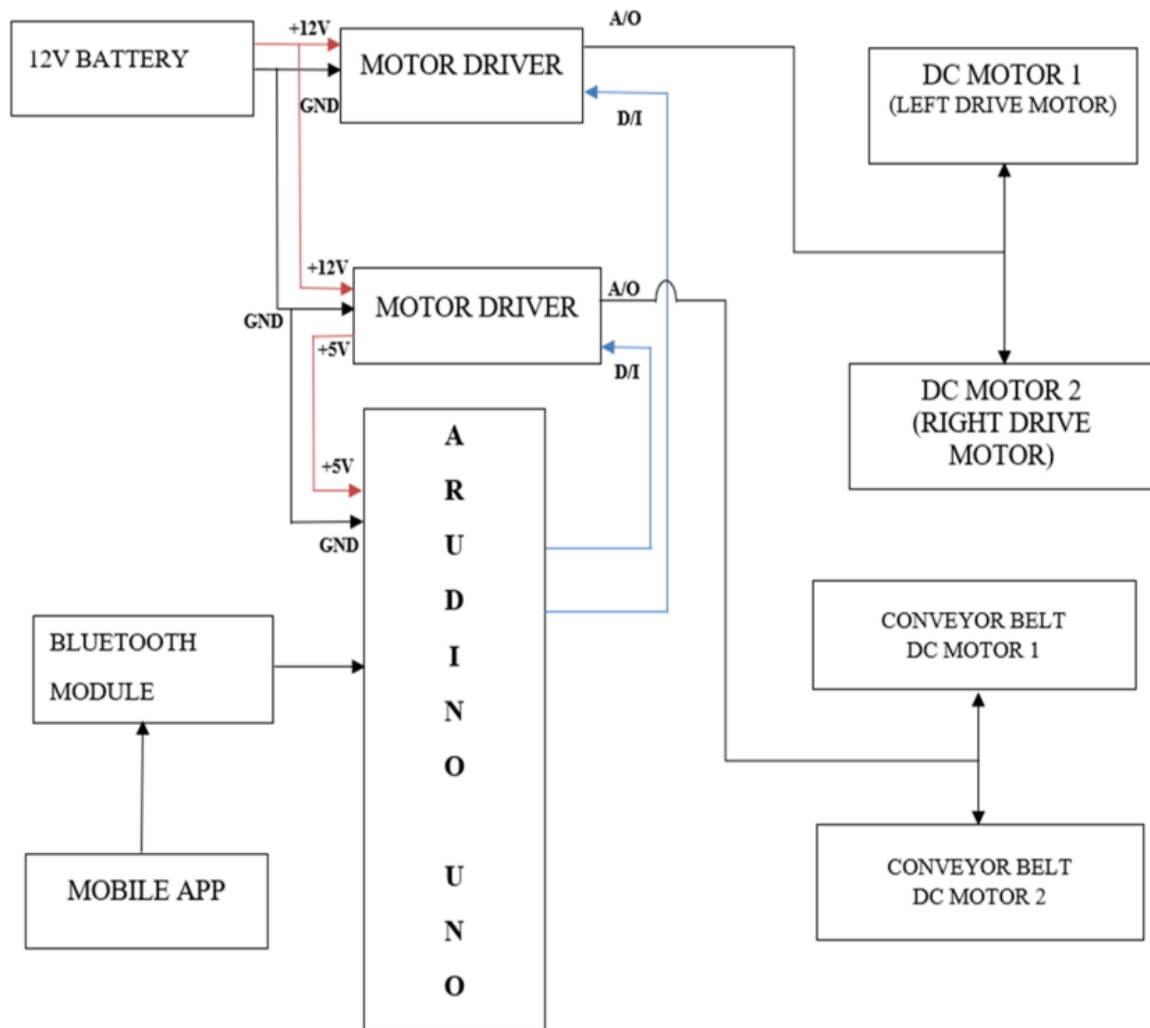 12V BATTERY
+12V
GND
MOTOR DRIVER
A/O
D/I
DC MOTOR 1
(LEFT DRIVE MOTOR)
+12V
GND
+5V
MOTOR DRIVER
A/O
D/I
DC MOTOR 2
(RIGHT DRIVE
MOTOR)
+5V
GND
A
R
U
D
I
N
O
U
N
O
BLUETOOTH
MODULE
MOBILE APP
CONVEYOR BELT
DC MOTOR 1
CONVEYOR BELT
DC MOTOR 2